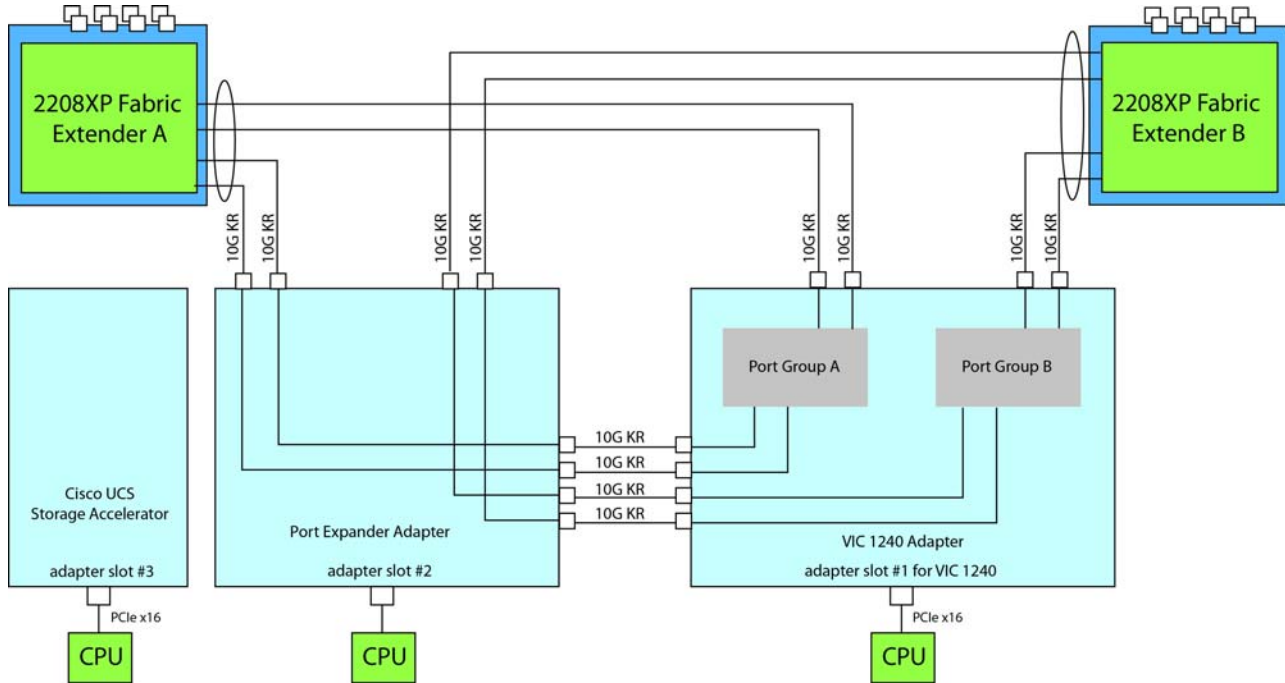 2208XP Fabric
Extender A
2208XP Fabric
Extender B
10G KR
10G KR
10G KR
10G KR
10G KR
10G KR
10G KR
10G KR
Port Group A
Port Group B
10G KR
10G KR
10G KR
10G KR
Cisco UCS
Storage Accelerator
adapter slot #3
Port Expander Adapter
adapter slot #2
VIC 1240 Adapter
adapter slot #1 for VIC 1240
PCIe x16
PCIe x16
CPU
CPU
CPU